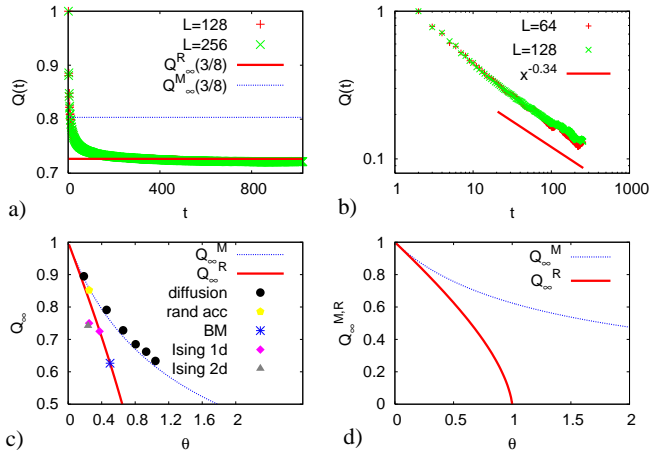 L=128
L=256
Q^R_∞(3/8)
Q^M_∞(3/8)
Q(t)
1
0.9
0.8
0.7
0 400 800
t
a)
L=64
L=128
x^-0.34
Q(t)
1
0.1
1 10 100 1000
t
b)
Q_∞^M
Q_∞^R
diffusion
rand acc
BM
Ising 1d
Ising 2d
Q_∞
1
0.9
0.8
0.7
0.6
0.5
0 0.4 0.8 1.2 1.6 2
θ
c)
Q_∞^M
Q_∞^R
Q_∞^M,R
1
0.8
0.6
0.4
0.2
0
0 0.5 1 1.5 2
θ
d)